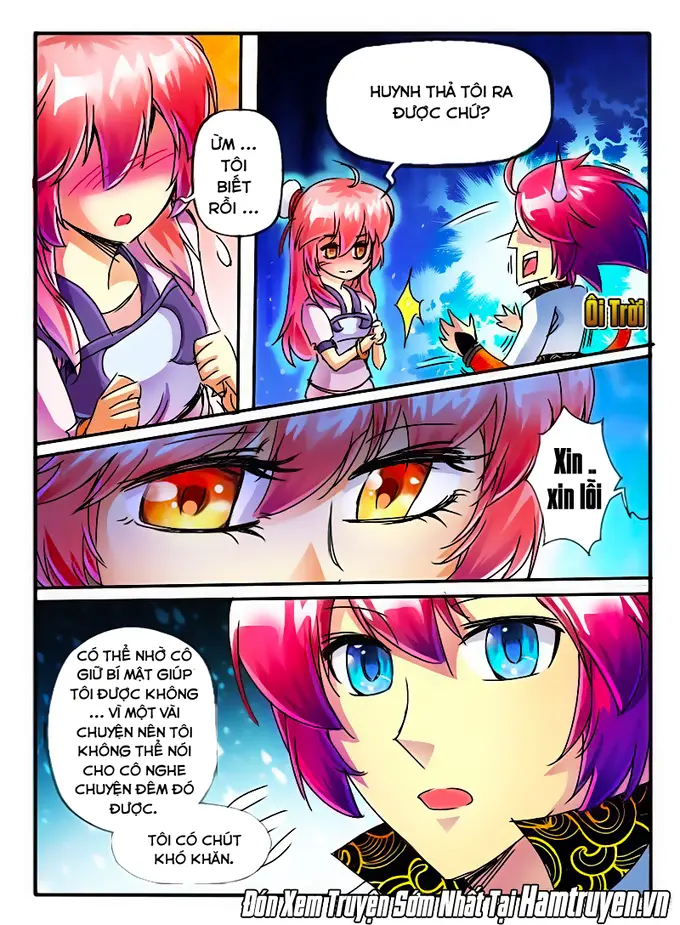 ỪM ...
TÔI
BIẾT
RỒI ...
HUYNH THẢ TÔI RA
ĐƯỢC CHỨ?
Ôi Trời
Xin ..
xin lỗi
CÓ THỂ NHỜ CÔ
GIỮ BÍ MẬT GIÚP
TÔI ĐƯỢC KHÔNG
... VÌ MỘT VÀI
CHUYỆN NÊN TÔI
KHÔNG THỂ NÓI
CHO CÔ NGHE
CHUYỆN ĐÊM ĐÓ
ĐƯỢC.
TÔI CÓ CHÚT
KHÓ KHĂN.
Đón Xem Truyện Sớm Nhất Tại Hamtruyen.vn